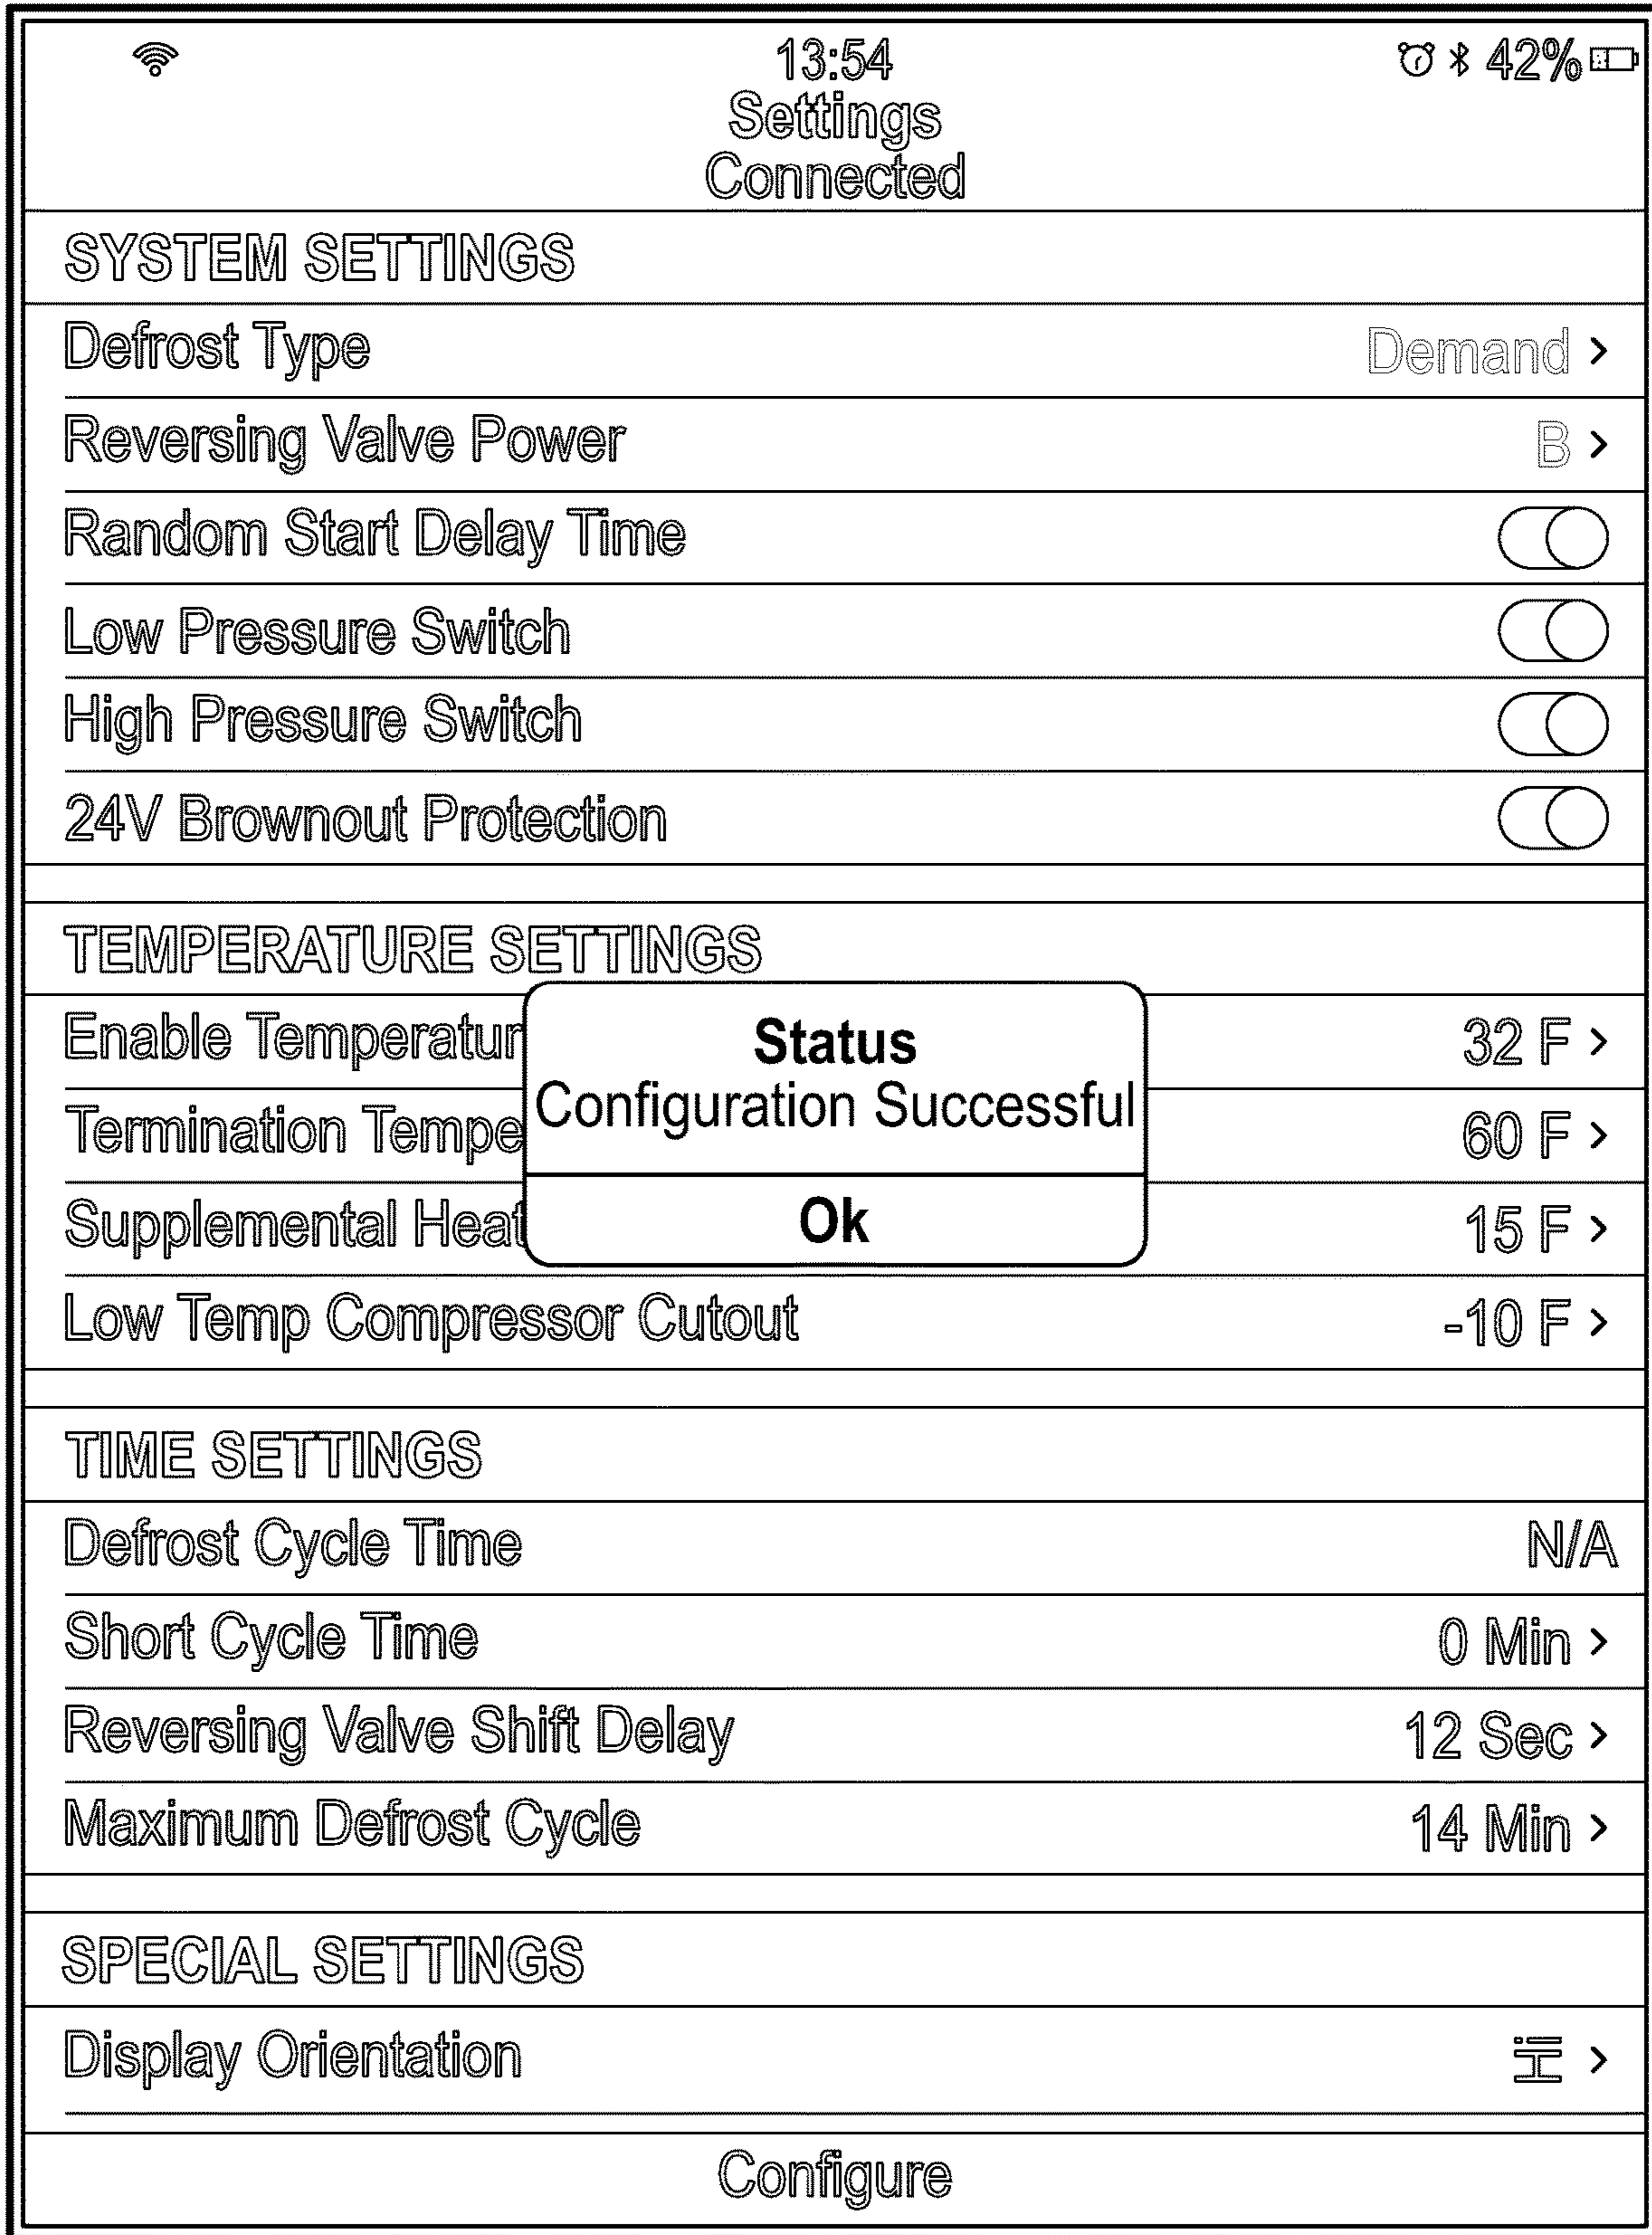 13:54 42%
Settings
Connected
SYSTEM SETTINGS
Defrost Type Demand >
Reversing Valve Power B >
Random Start Delay Time
Low Pressure Switch
High Pressure Switch
24V Brownout Protection
TEMPERATURE SETTINGS
Enable Temperatur 32 F >
Status
Configuration Successful
Termination Tempe 60 F >
Supplemental Heat 15 F >
Ok
Low Temp Compressor Cutout -10 F >
TIME SETTINGS
Defrost Cycle Time N/A
Short Cycle Time 0 Min >
Reversing Valve Shift Delay 12 Sec >
Maximum Defrost Cycle 14 Min >
SPECIAL SETTINGS
Display Orientation Hi >
Configure